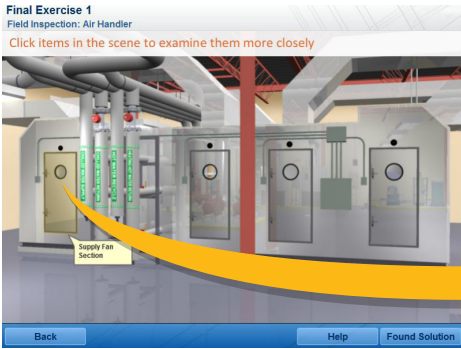 Final Exercise 1
Field Inspection: Air Handler
Click items in the scene to examine them more closely
Supply Fan
Section
Back
Help
Found Solution